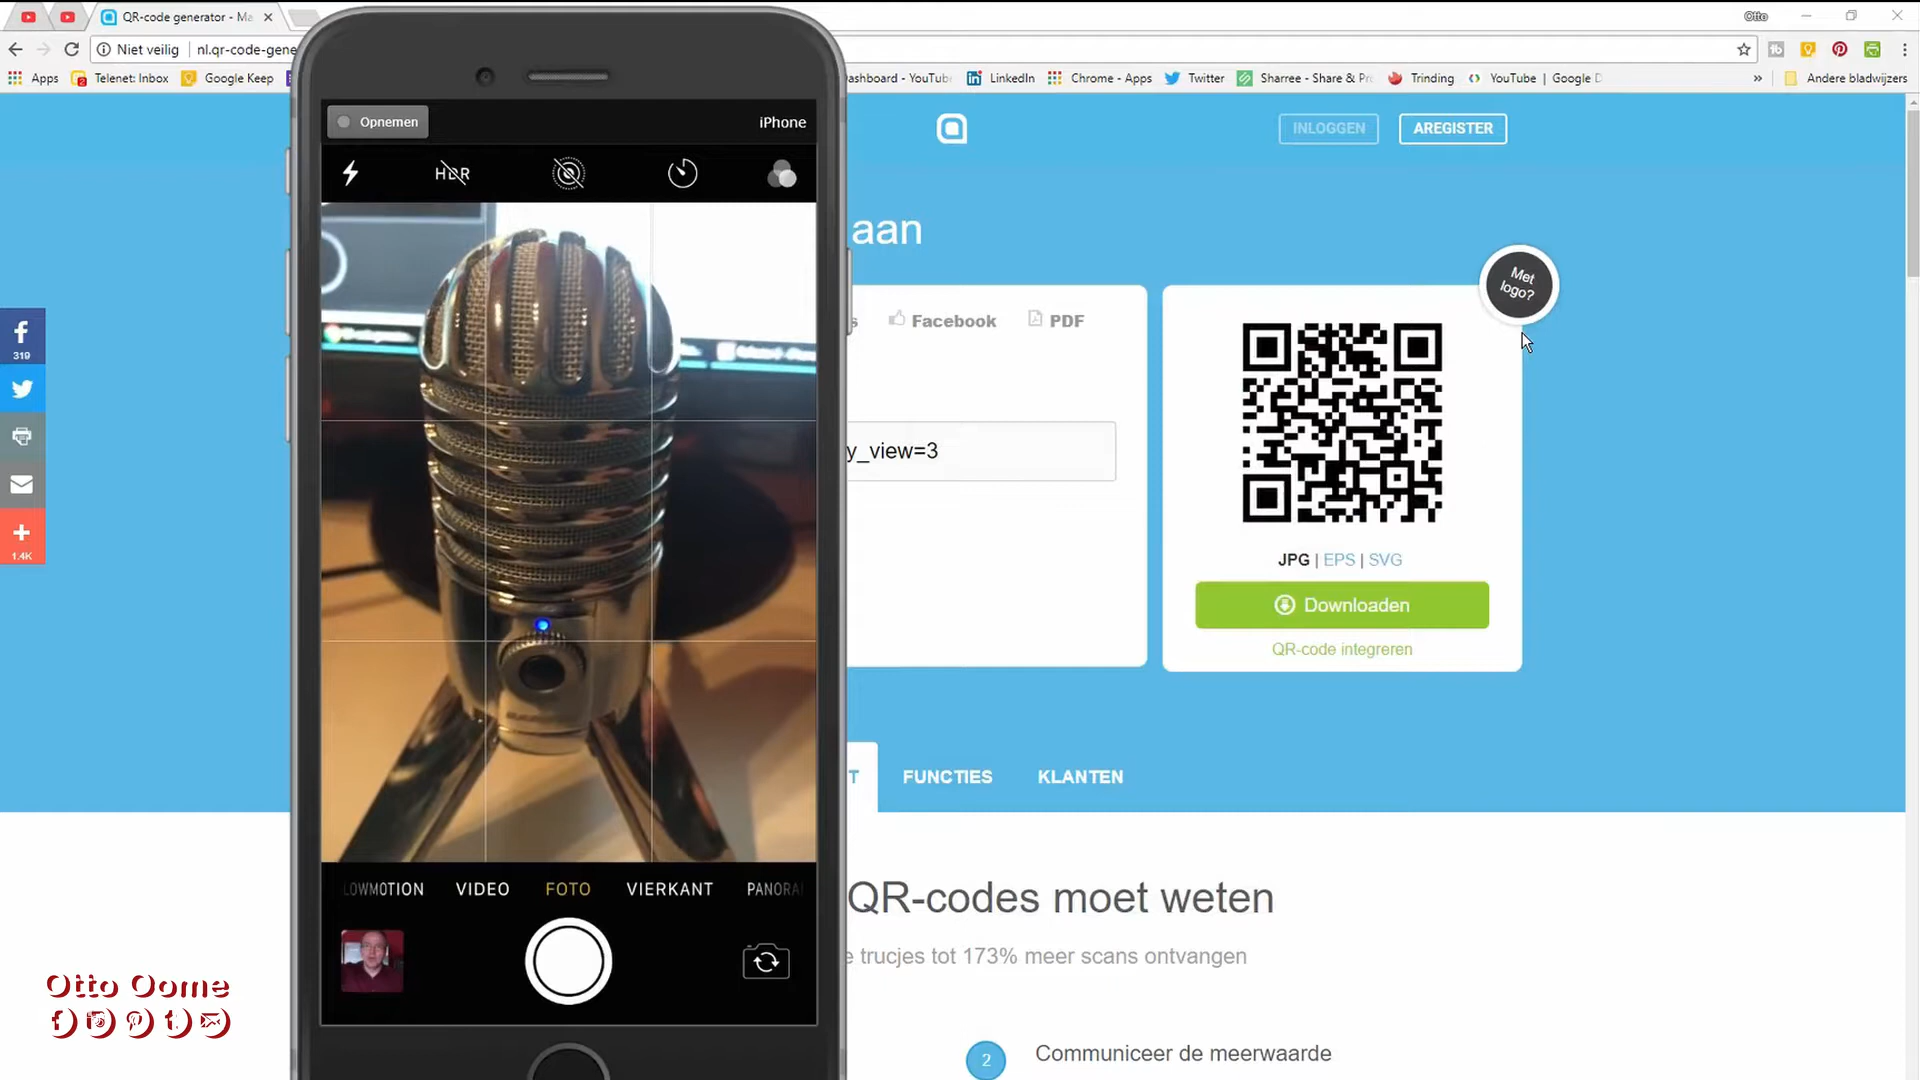 QR-code generator - Ma
Otto
Niet veilig
nl.qr-code-gene
Apps
Telenet: Inbox
Google Keep
Dashboard - YouTub
LinkedIn
Chrome - Apps
Twitter
Sharree - Share & Pr
Trinding
YouTube | Google D
»
Andere bladwijzers
Opnemen
iPhone
HDR
INLOGGEN
AREGISTER
aan
Met
logo?
s
Facebook
PDF
319
1.4K
y_view=3
JPG | EPS | SVG
Downloaden
QR-code integreren
T
FUNCTIES
KLANTEN
LOWMOTION
VIDEO
FOTO
VIERKANT
PANORA
QR-codes moet weten
e trucjes tot 173% meer scans ontvangen
2
Communiceer de meerwaarde
Otto Oome